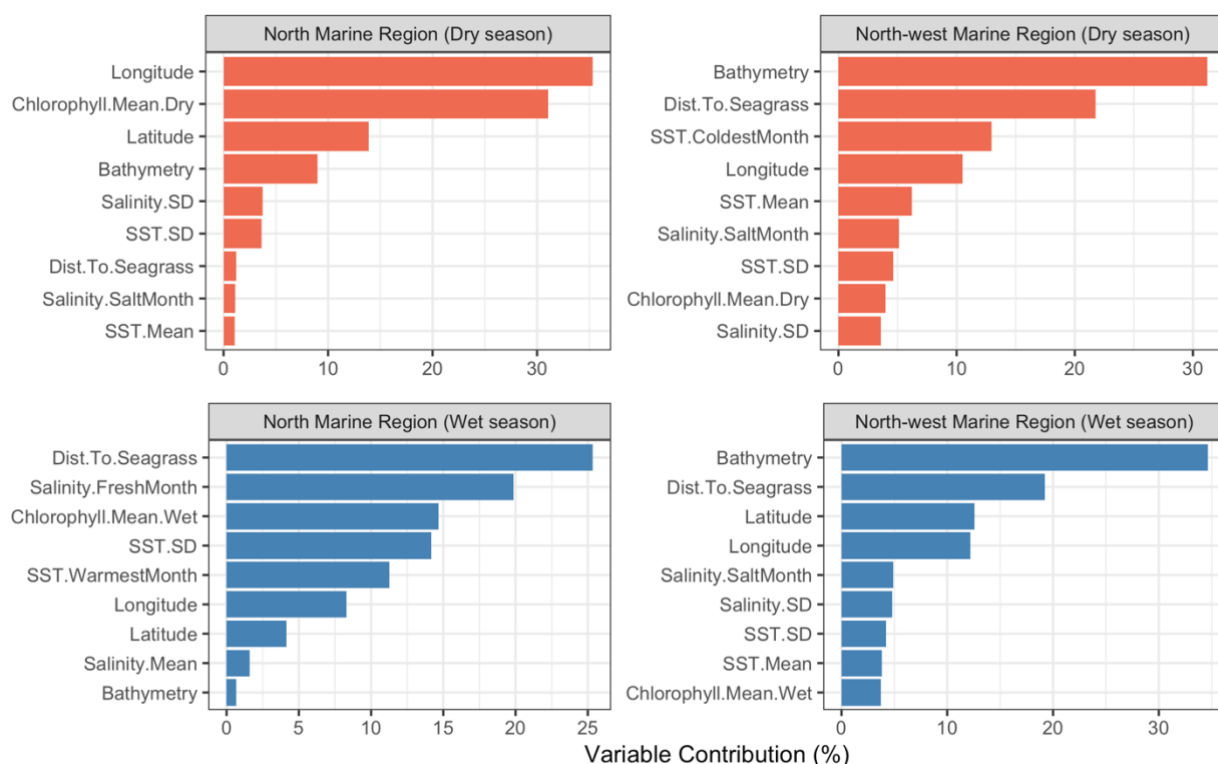 North Marine Region (Dry season)
Longitude
Chlorophyll.Mean.Dry
Latitude
Bathymetry
Salinity.SD
SST.SD
Dist.To.Seagrass
Salinity.SaltMonth
SST.Mean
0 10 20 30
North-west Marine Region (Dry season)
Bathymetry
Dist.To.Seagrass
SST.ColdestMonth
Longitude
SST.Mean
Salinity.SaltMonth
SST.SD
Chlorophyll.Mean.Dry
Salinity.SD
0 10 20 30
North Marine Region (Wet season)
Dist.To.Seagrass
Salinity.FreshMonth
Chlorophyll.Mean.Wet
SST.SD
SST.WarmestMonth
Longitude
Latitude
Salinity.Mean
Bathymetry
0 5 10 15 20 25
North-west Marine Region (Wet season)
Bathymetry
Dist.To.Seagrass
Latitude
Longitude
Salinity.SaltMonth
Salinity.SD
SST.SD
SST.Mean
Chlorophyll.Mean.Wet
0 10 20 30
Variable Contribution (%)